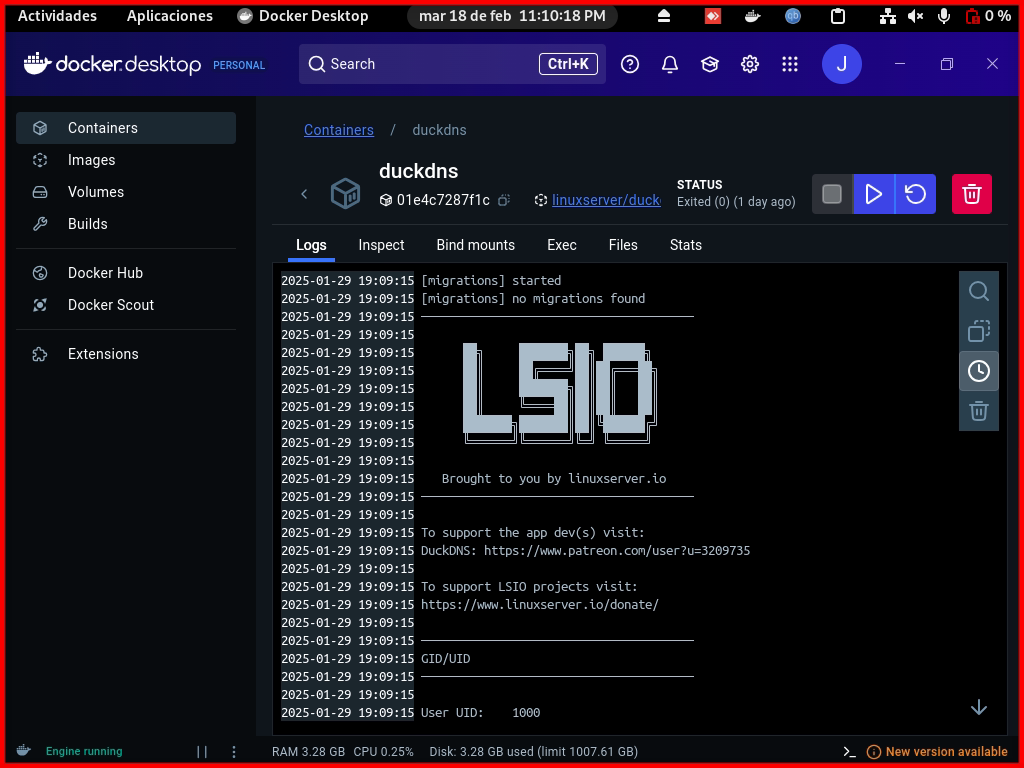 Actividades Aplicaciones Docker Desktop mar 18 de feb 11:10:18 PM qb 0 %
docker.desktop PERSONAL Search Ctrl+K J
Containers
Images
Volumes
Builds
Docker Hub
Docker Scout
Extensions
Containers / duckdns
duckdns
01e4c7287f1c linuxserver/duck
STATUS
Exited (0) (1 day ago)
Logs Inspect Bind mounts Exec Files Stats
2025-01-29 19:09:15 [migrations] started
2025-01-29 19:09:15 [migrations] no migrations found
2025-01-29 19:09:15 ───────────────────────────────────────
2025-01-29 19:09:15
2025-01-29 19:09:15
2025-01-29 19:09:15
2025-01-29 19:09:15
2025-01-29 19:09:15 LSIO
2025-01-29 19:09:15
2025-01-29 19:09:15
2025-01-29 19:09:15
2025-01-29 19:09:15 Brought to you by linuxserver.io
2025-01-29 19:09:15 ───────────────────────────────────────
2025-01-29 19:09:15
2025-01-29 19:09:15 To support the app dev(s) visit:
2025-01-29 19:09:15 DuckDNS: https://www.patreon.com/user?u=3209735
2025-01-29 19:09:15
2025-01-29 19:09:15 To support LSIO projects visit:
2025-01-29 19:09:15 https://www.linuxserver.io/donate/
2025-01-29 19:09:15
2025-01-29 19:09:15 ───────────────────────────────────────
2025-01-29 19:09:15 GID/UID
2025-01-29 19:09:15 ───────────────────────────────────────
2025-01-29 19:09:15
2025-01-29 19:09:15 User UID: 1000
Engine running RAM 3.28 GB CPU 0.25% Disk: 3.28 GB used (limit 1007.61 GB) New version available